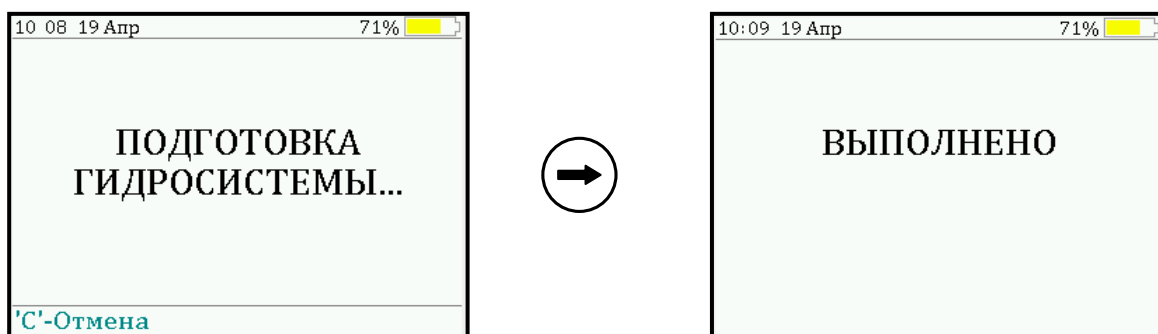 10 08 19 Апр 71%
ПОДГОТОВКА
ГИДРОСИСТЕМЫ...
'С'-Отмена
10:09 19 Апр 71%
ВЫПОЛНЕНО